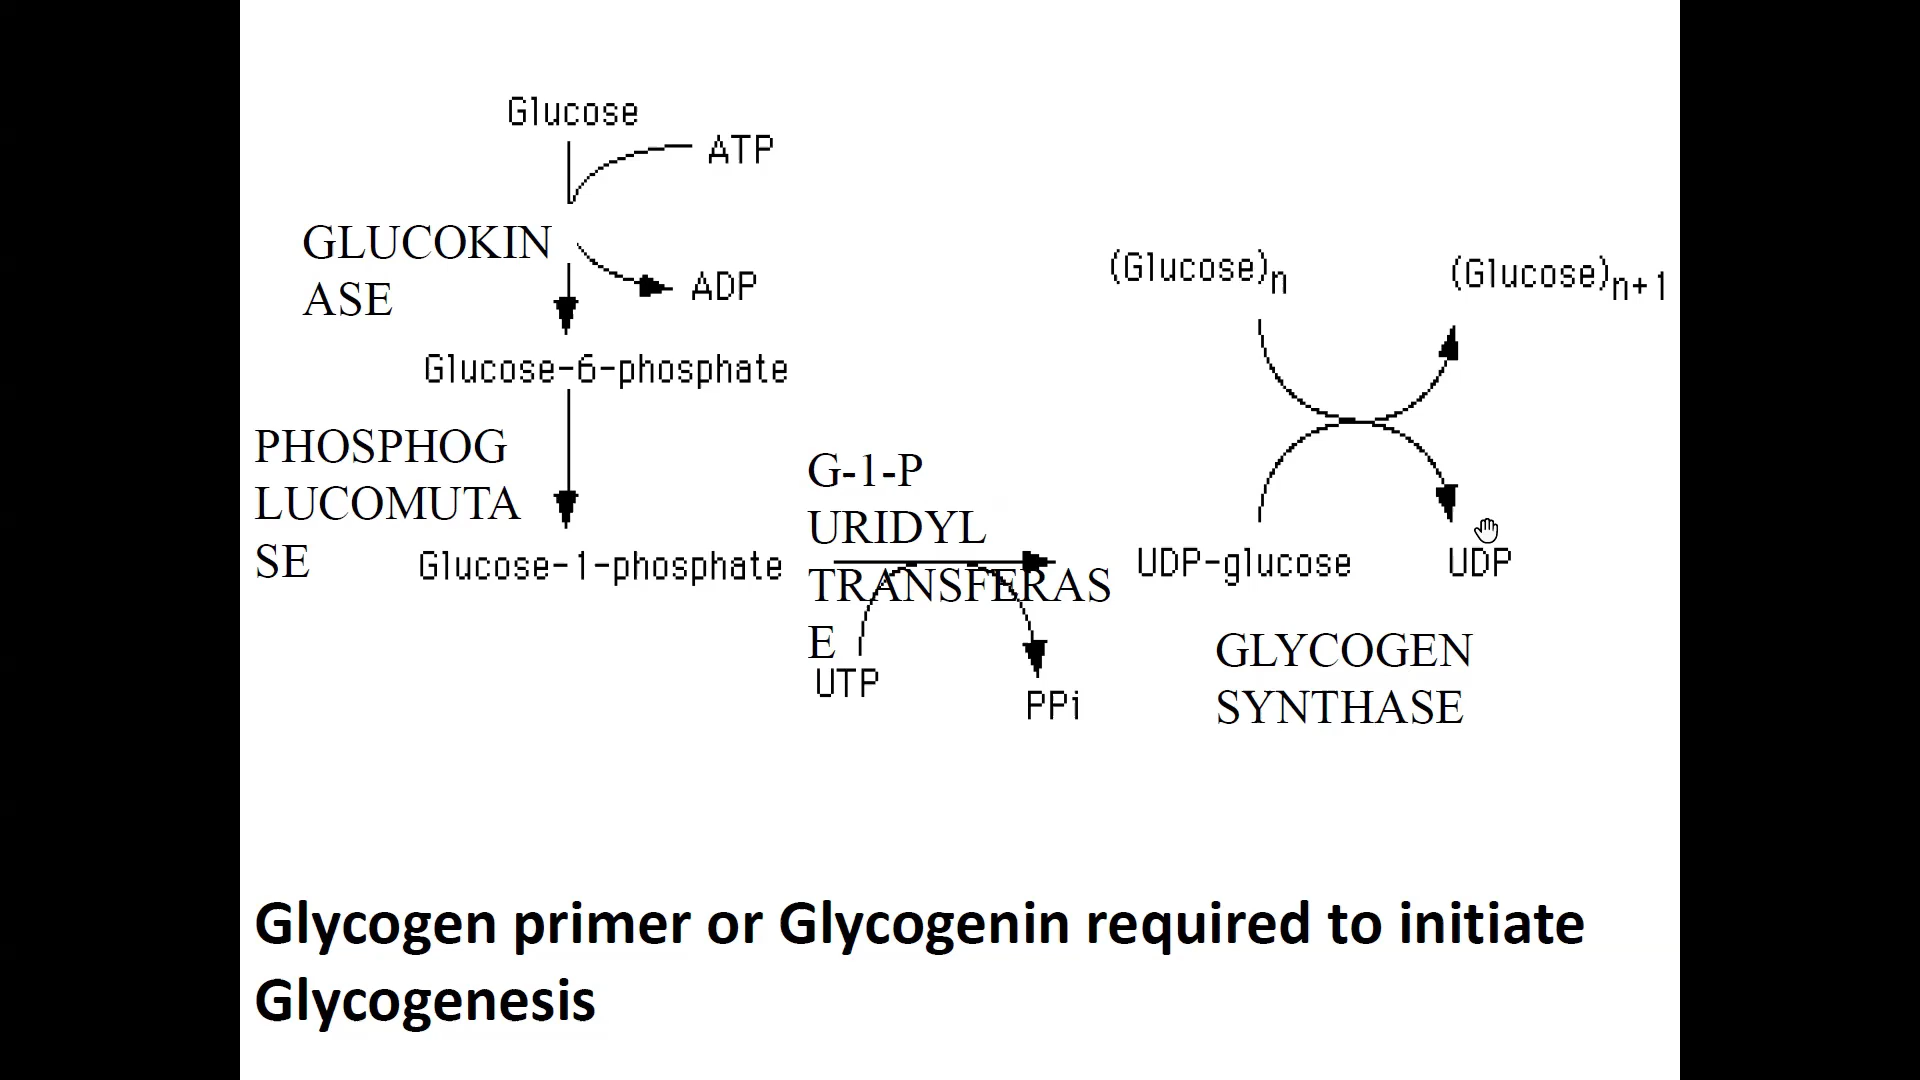 Glucose
ATP
GLUCOKIN
ASE
ADP
Glucose-6-phosphate
PHOSPHOG
LUCOMUTA
SE
Glucose-1-phosphate
G-1-P
URIDYL
TRANSFERAS
E
UTP
PPi
(Glucose)n
(Glucose)n+1
UDP-glucose
UDP
GLYCOGEN
SYNTHASE
Glycogen primer or Glycogenin required to initiate
Glycogenesis